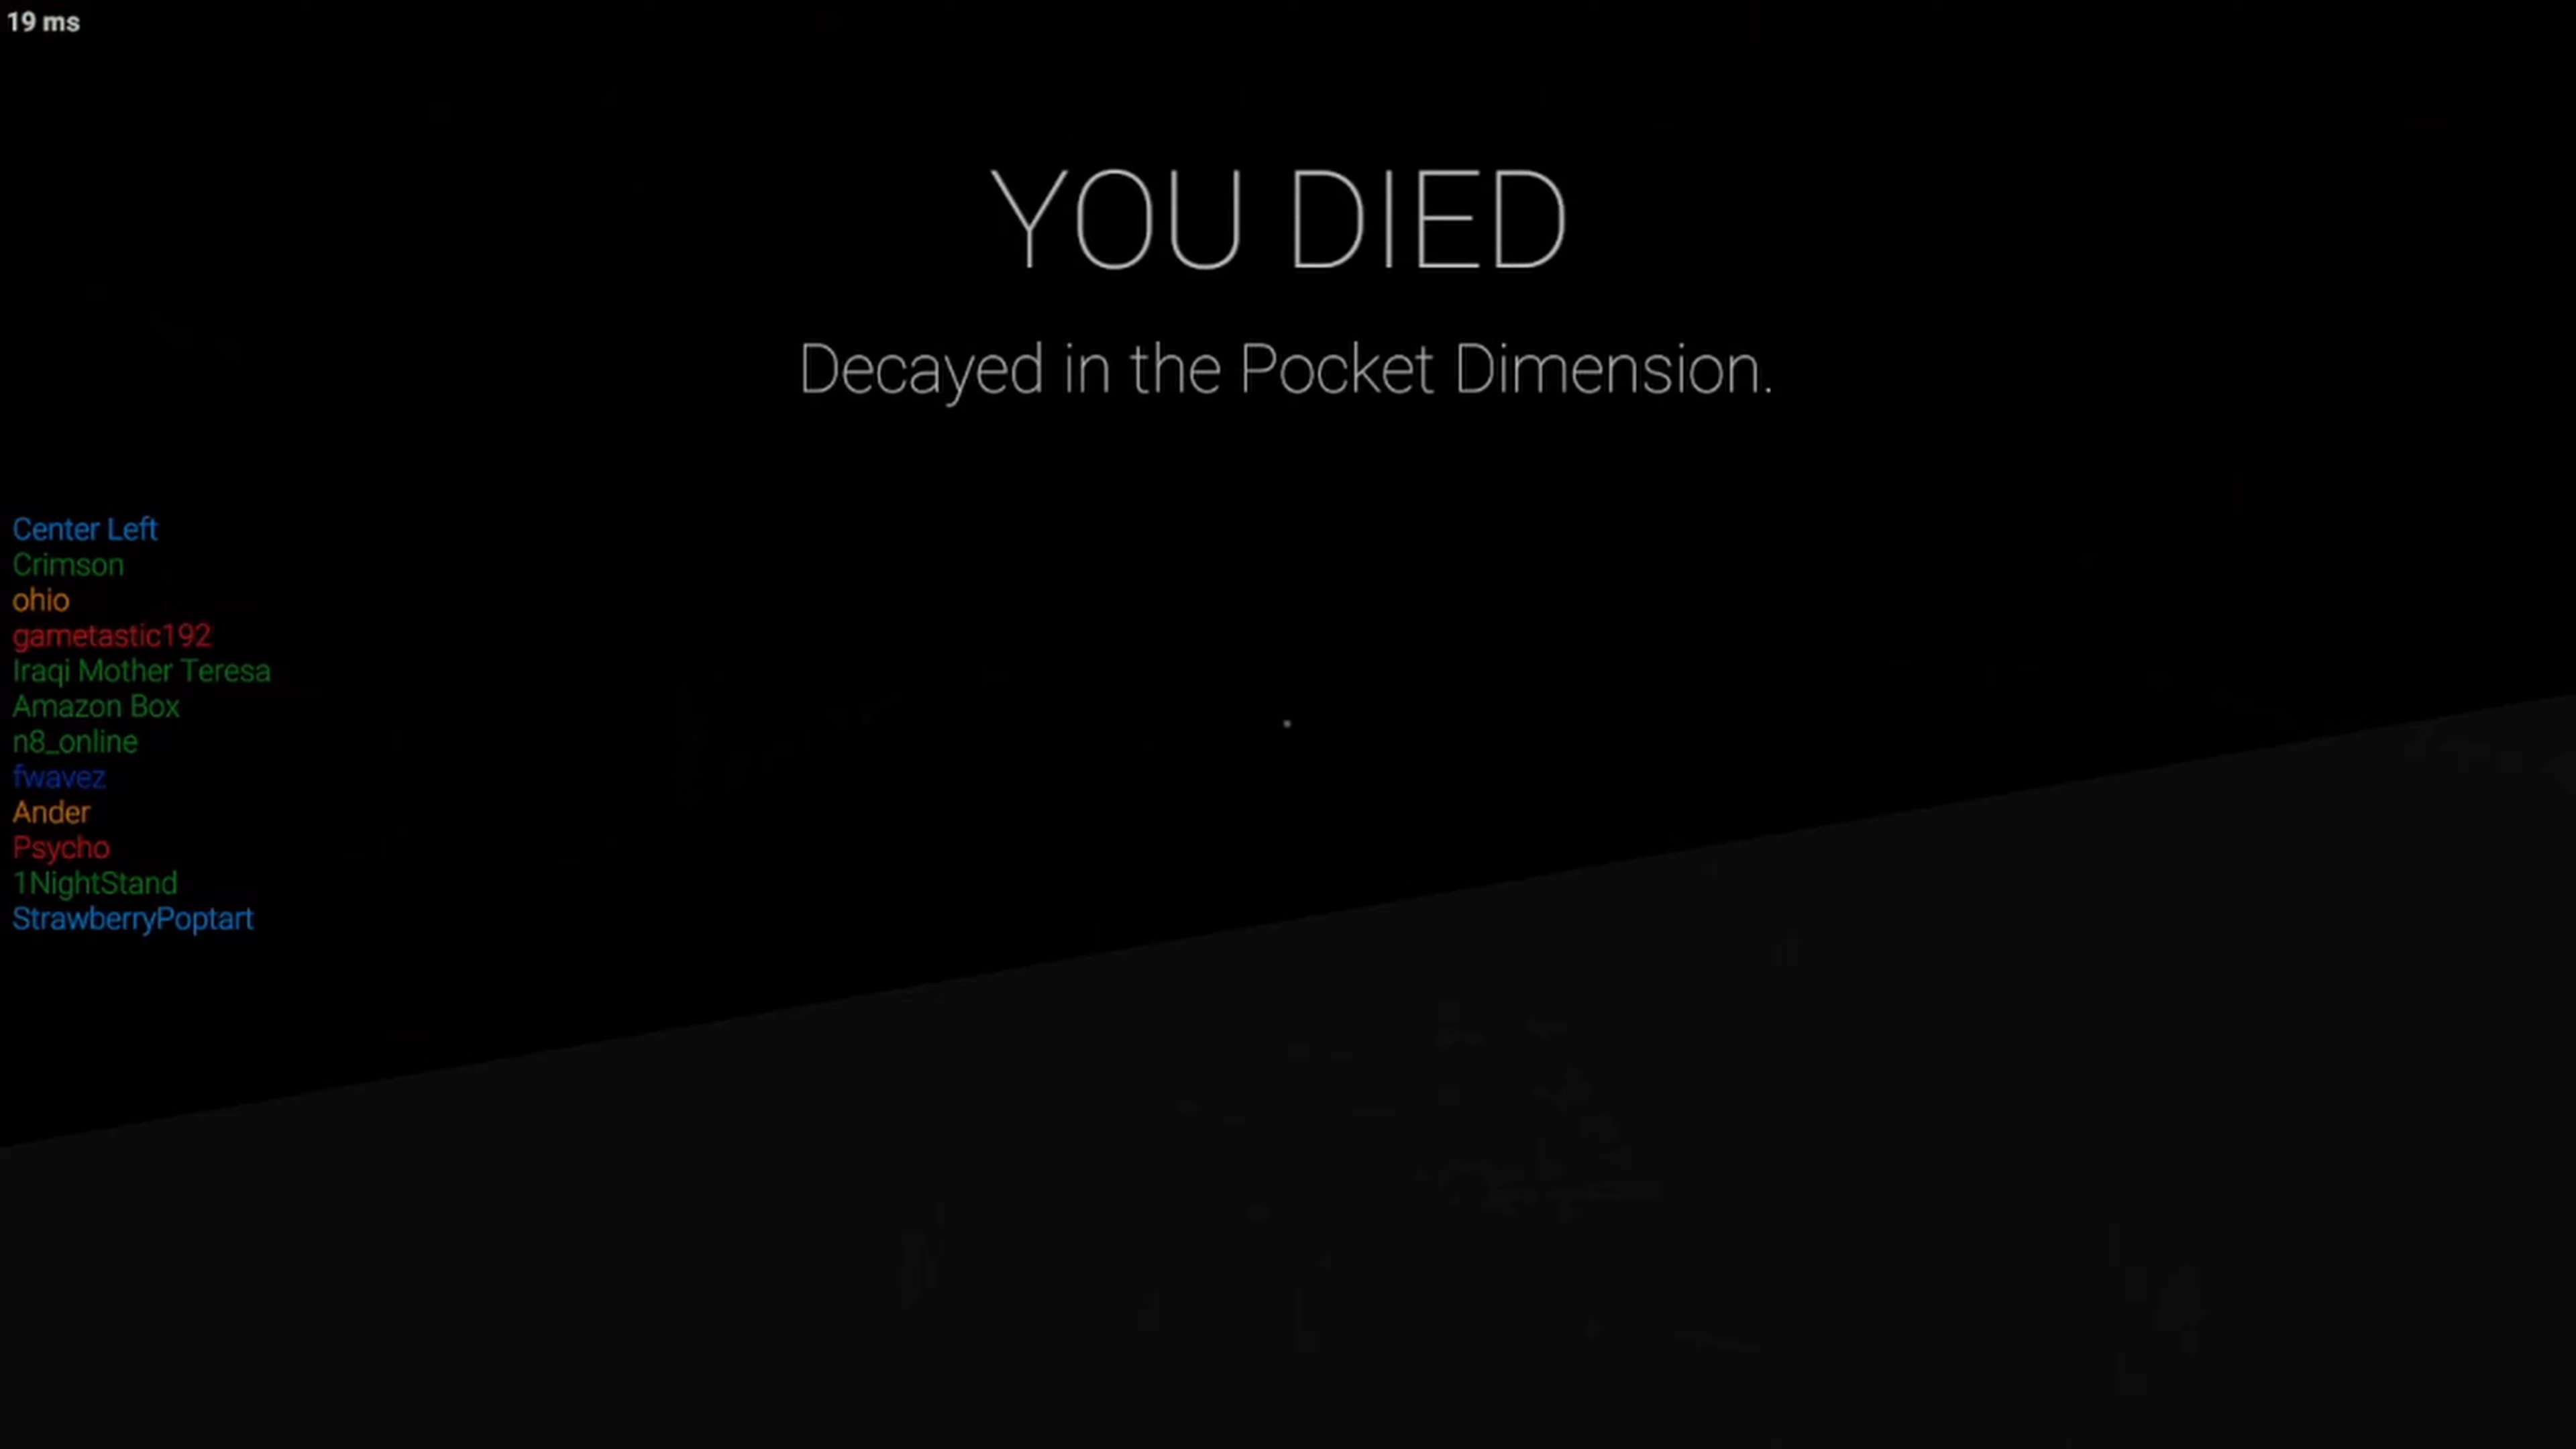 19 ms
YOU DIED
Decayed in the Pocket Dimension.
Center Left
Crimson
ohio
gametastic192
Iraqi Mother Teresa
Amazon Box
n8_online
fwavez
Ander
Psycho
1NightStand
StrawberryPoptart